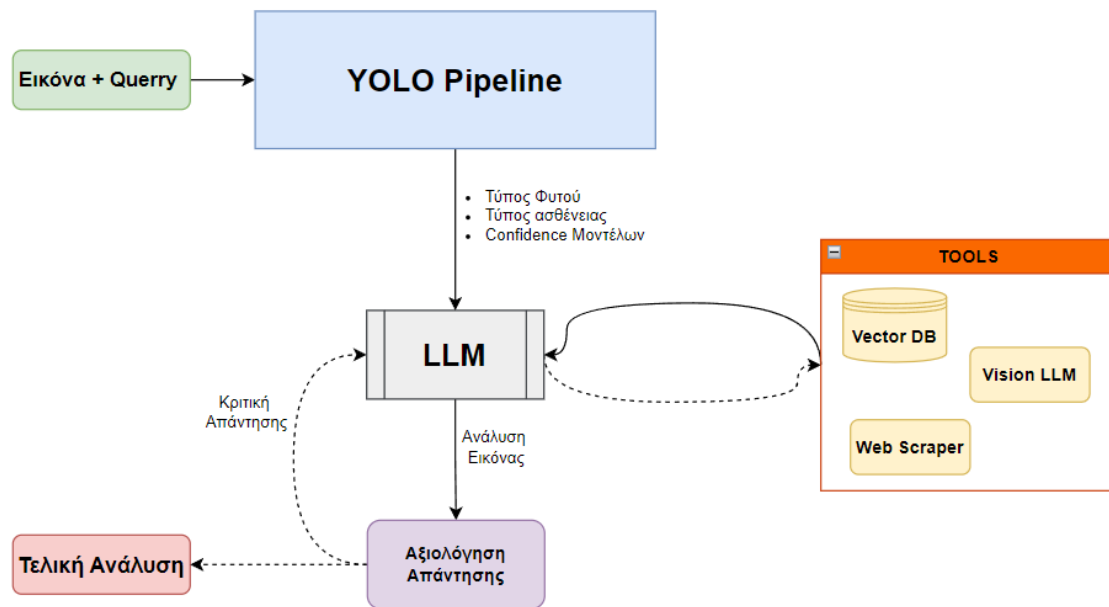 YOLO Pipeline
Εικόνα + Querry
• Τύπος Φυτού
• Τύπος ασθένειας
• Confidence Μοντέλων
TOOLS
Vector DB
Vision LLM
Web Scraper
LLM
Κριτική
Απάντησης
Ανάλυση
Εικόνας
Αξιολόγηση
Απάντησης
Τελική Ανάλυση